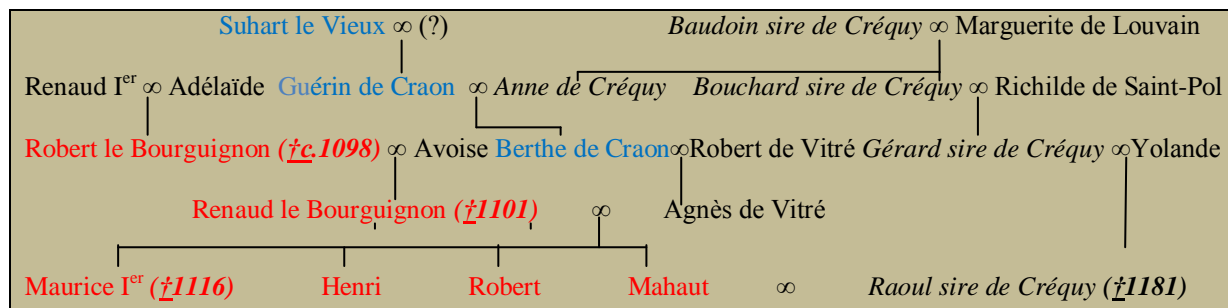 Suhart le Vieux ∞ (?) Baudoin sire de Créquy ∞ Marguerite de Louvain
Renaud Ier ∞ Adélaïde Guérin de Craon ∞ Anne de Créquy Bouchard sire de Créquy ∞ Richilde de Saint-Pol
Robert le Bourguignon (†c.1098) ∞ Avoise Berthe de Craon ∞ Robert de Vitré Gérard sire de Créquy ∞ Yolande
Renaud le Bourguignon (†1101) ∞ Agnès de Vitré
Maurice Ier (†1116) Henri Robert Mahaut ∞ Raoul sire de Créquy (†1181)